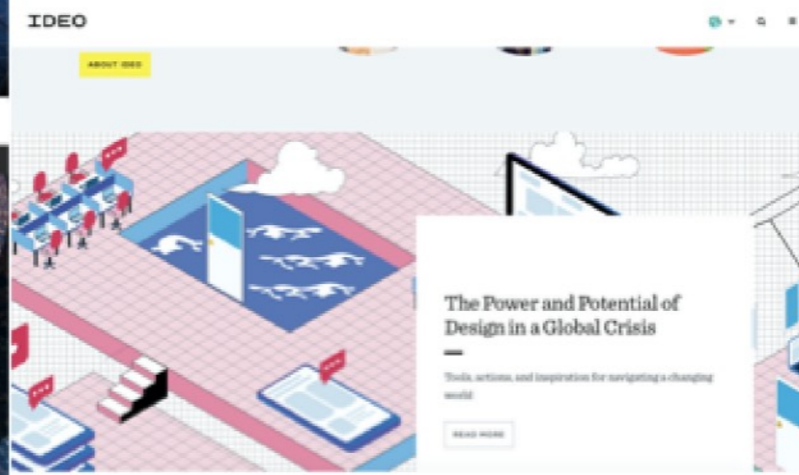 IDEO
ABOUT IDEO
The Power and Potential of
Design in a Global Crisis
Tools, actions, and inspiration for navigating a changing
world
READ MORE